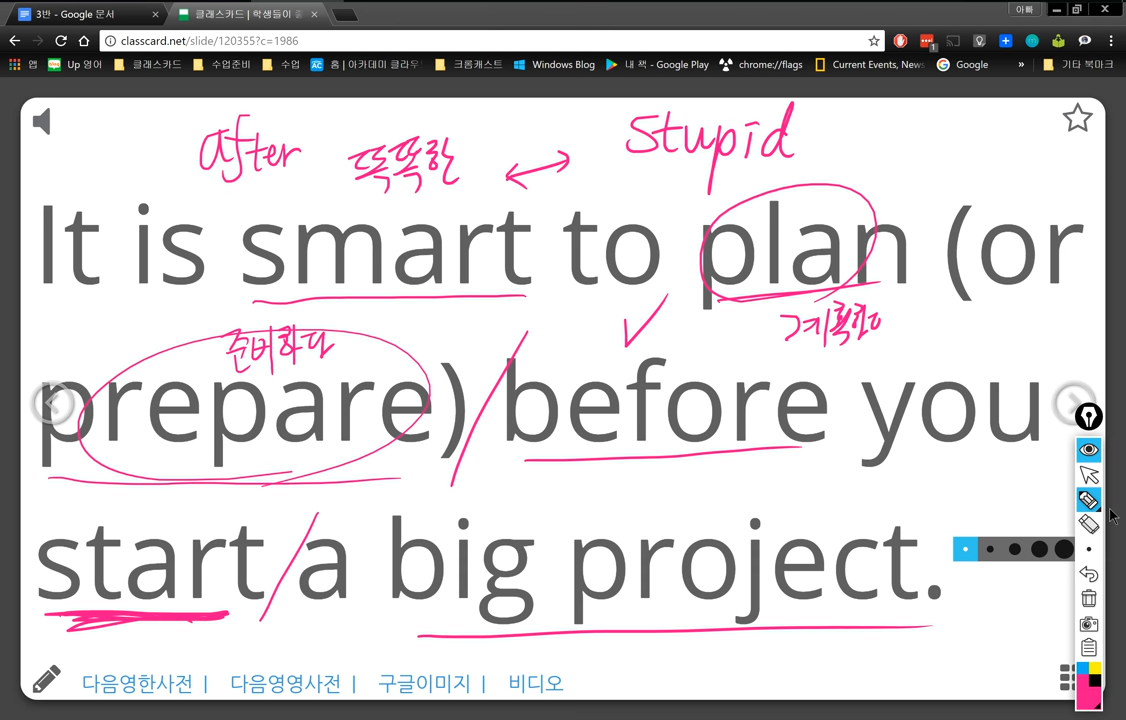 3반 - Google 문서
클래스카드 | 학생들이 즐
아빠
classcard.net/slide/120355?c=1986
1
앱 Up 영어 클래스카드 수업준비 수업 홈 | 아카데미 클라우 크롬캐스트 Windows Blog 내 책 - Google Play chrome://flags Current Events, News Google » 기타 북마크
After 똑똑한 ↔ Stupid
It is smart to plan (or
준비하다 계획하다
prepare) before you
start a big project.
다음영한사전 | 다음영영사전 | 구글이미지 | 비디오